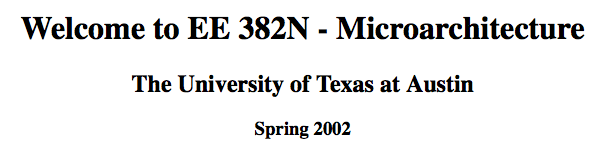 Welcome to EE 382N - Microarchitecture
The University of Texas at Austin
Spring 2002